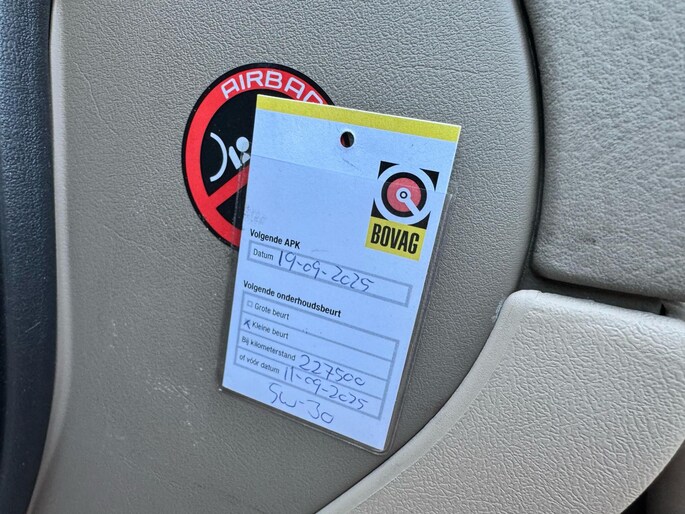 AIRBAG
BOVAG
Volgende APK
Datum 19-09-2025
Volgende onderhoudsbeurt
Grote beurt
Kleine beurt
Bij kilometerstand 227500
of vóór datum 11-09-2025
5W-30